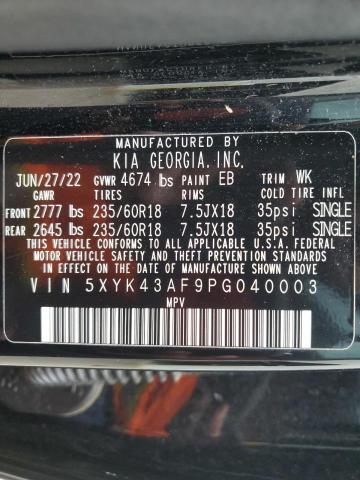 MANUFACTURED BY
KIA GEORGIA, INC.
JUN/27/22 GVWR 4674 lbs PAINT EB TRIM WK
GAWR TIRES RIMS COLD TIRE INFL
FRONT 2777 lbs 235/60R18 7.5JX18 35psi SINGLE
REAR 2645 lbs 235/60R18 7.5JX18 35psi SINGLE
THIS VEHICLE CONFORMS TO ALL APPLICABLE U.S.A. FEDERAL
MOTOR VEHICLE SAFETY AND THEFT PREVENTION STANDARDS
IN EFFECT ON THE DATE OF MANUFACTURE SHOWN ABOVE.
VIN 5XYK43AF9PG040003
MPV